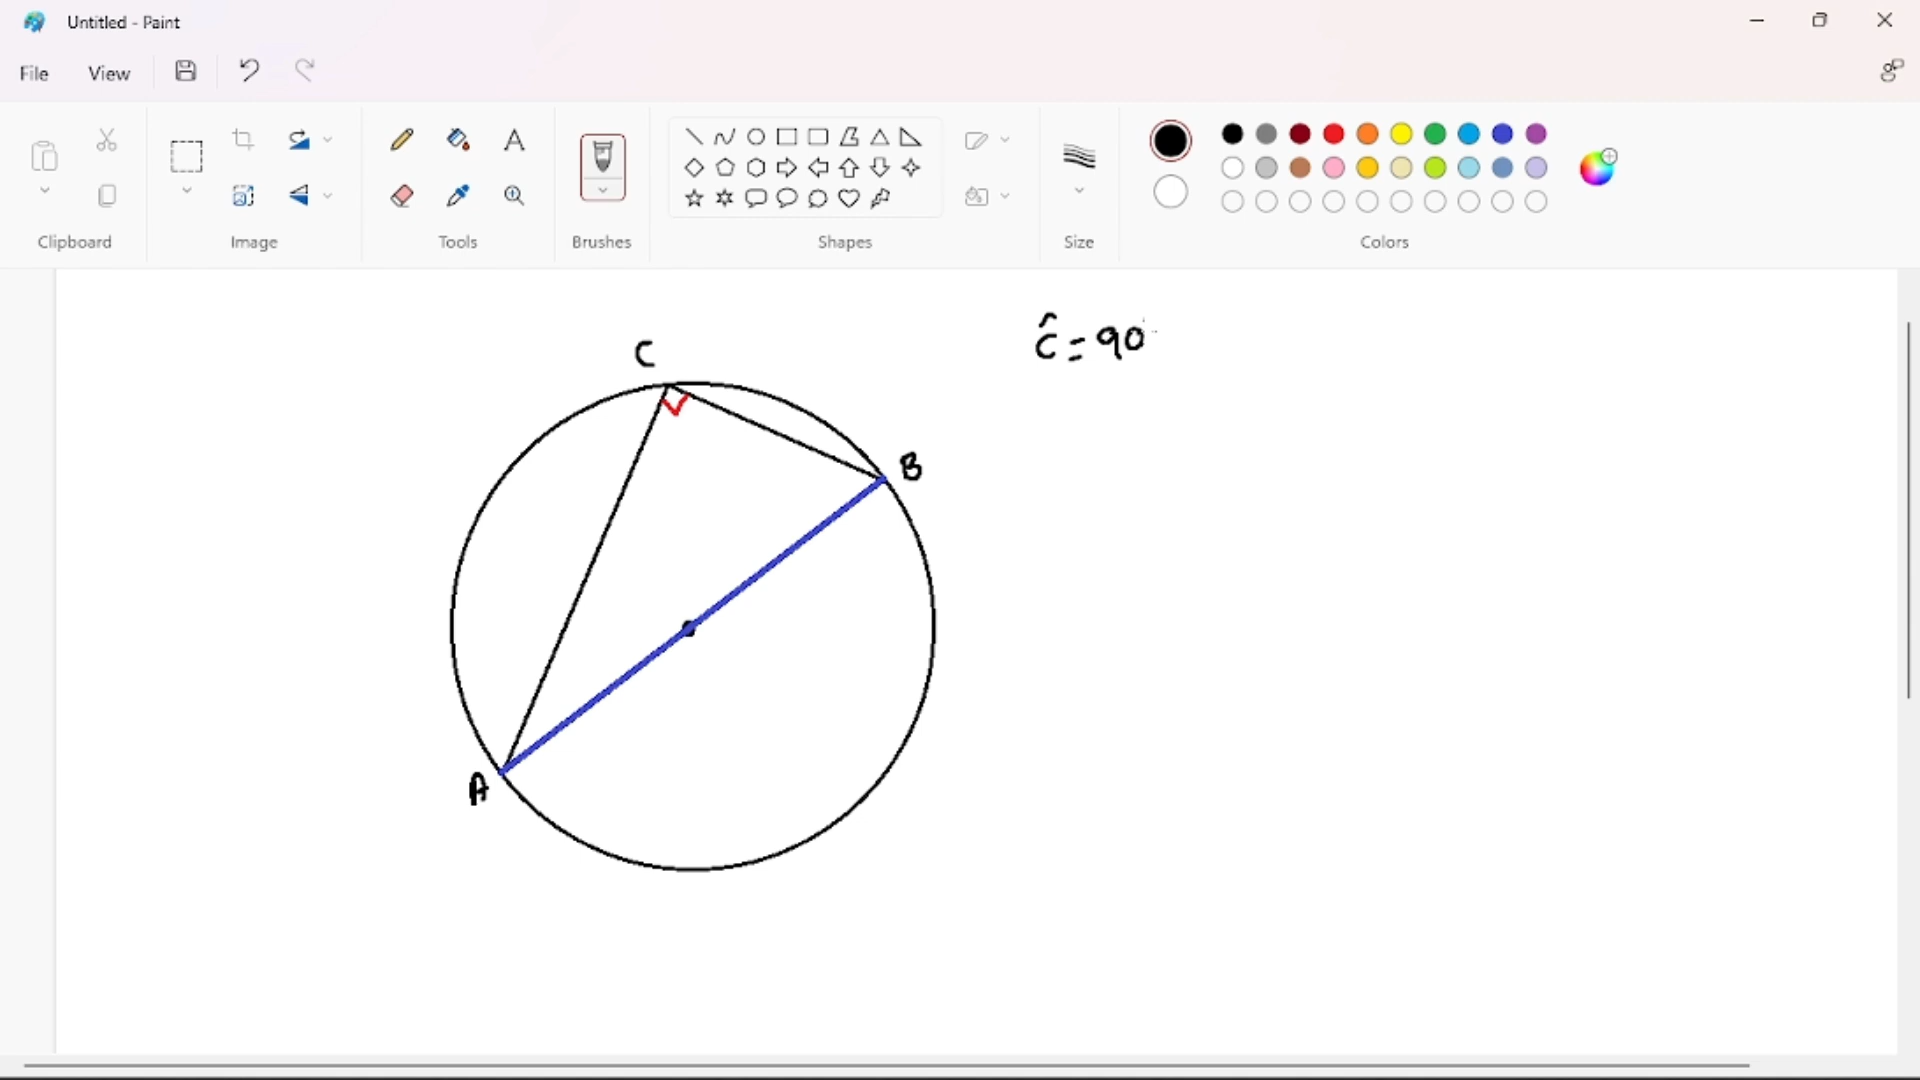 Untitled - Paint
File
View
Clipboard
Image
Tools
Brushes
Shapes
Size
Colors
A
C
Ĉ = 90
B
A